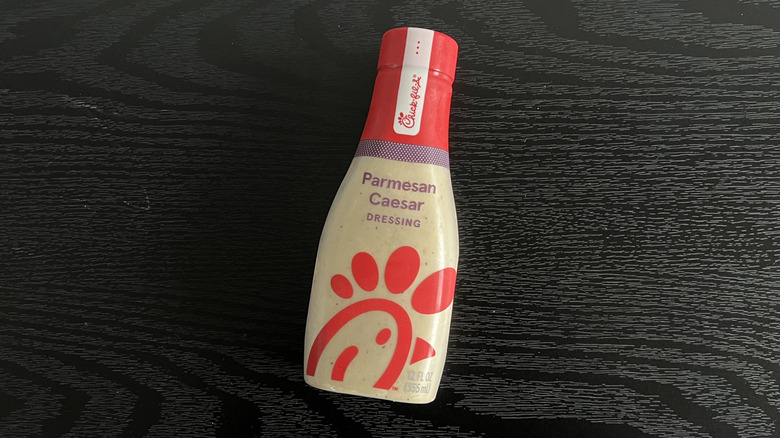 Chick-fil-A
Parmesan
Caesar
DRESSING
12 FL OZ
(355 mL)